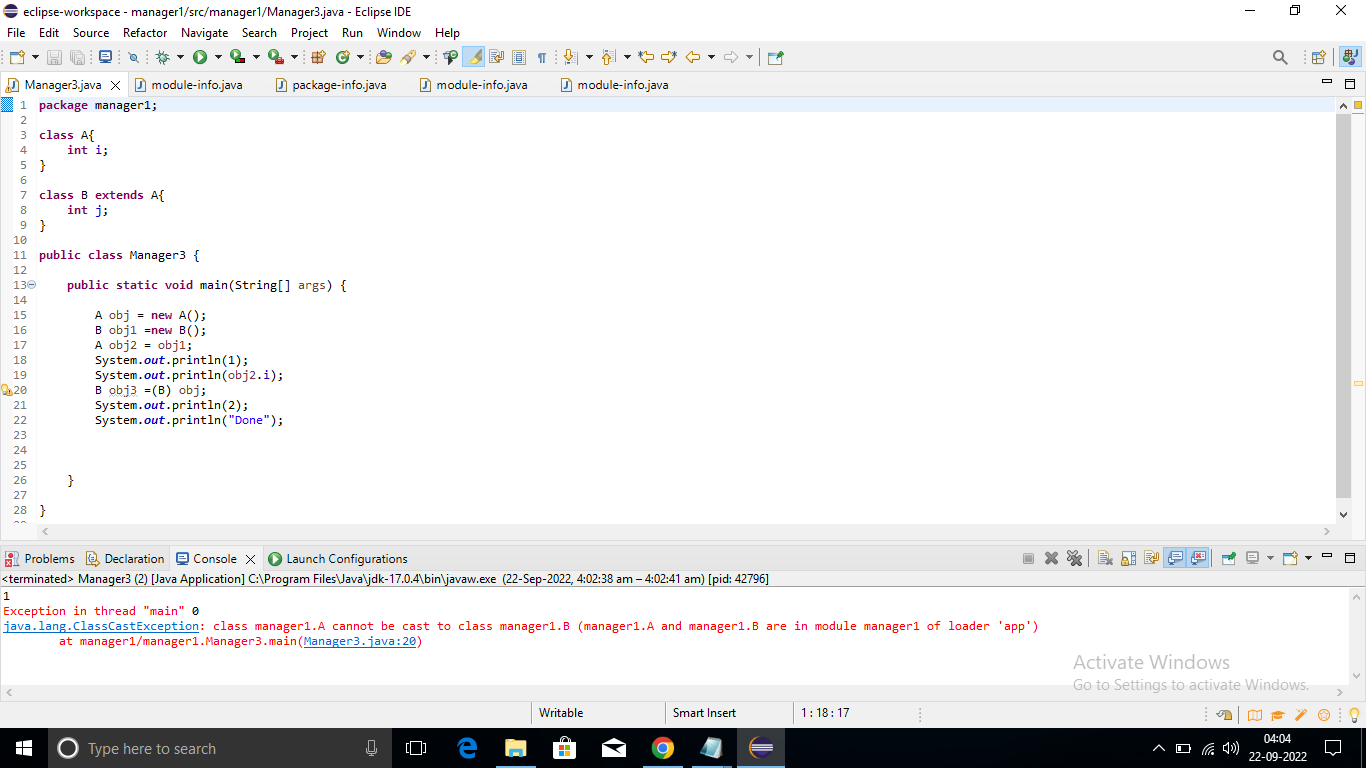 eclipse-workspace - manager1/src/manager1/Manager3.java - Eclipse IDE
File Edit Source Refactor Navigate Search Project Run Window Help
Manager3.java module-info.java package-info.java module-info.java module-info.java
1 package manager1;
2
3 class A{
4     int i;
5 }
6
7 class B extends A{
8     int j;
9 }
10
11 public class Manager3 {
12
13     public static void main(String[] args) {
14
15         A obj = new A();
16         B obj1 =new B();
17         A obj2 = obj1;
18         System.out.println(1);
19         System.out.println(obj2.i);
20         B obj3 =(B) obj;
21         System.out.println(2);
22         System.out.println("Done");
23
24
25
26     }
27
28 }
Problems Declaration Console Launch Configurations
<terminated> Manager3 (2) [Java Application] C:\Program Files\Java\jdk-17.0.4\bin\javaw.exe (22-Sep-2022, 4:02:38 am – 4:02:41 am) [pid: 42796]
1
Exception in thread "main" 0
java.lang.ClassCastException: class manager1.A cannot be cast to class manager1.B (manager1.A and manager1.B are in module manager1 of loader 'app')
        at manager1/manager1.Manager3.main(Manager3.java:20)
Activate Windows
Go to Settings to activate Windows.
Writable Smart Insert 1 : 18 : 17
Type here to search
04:04
22-09-2022